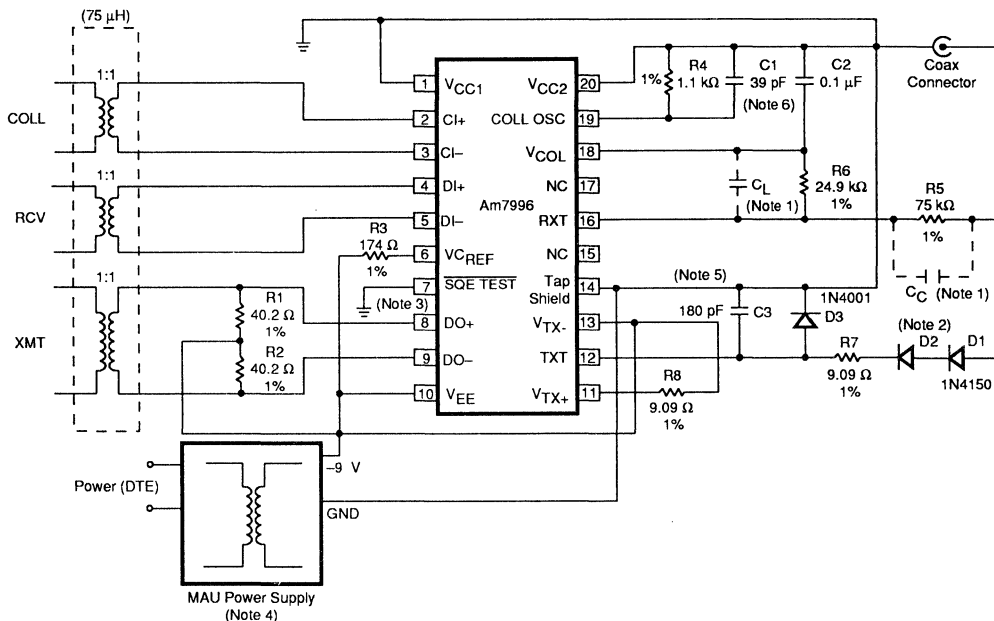 (75 μH)
1:1
COLL
1:1
RCV
1:1
XMT
R1
40.2 Ω
1%
R2
40.2 Ω
1%
R3
174 Ω
1%
(Note 3)
1 VCC1
2 CI+
3 CI–
4 DI+
5 DI–
6 VCREF
7 SQE TEST
8 DO+
9 DO–
10 VEE
Am7996
VCC2 20
COLL OSC 19
VCOL 18
NC 17
RXT 16
NC 15
Tap
Shield 14
VTX- 13
TXT 12
VTX+ 11
1%
R4
1.1 kΩ
C1
39 pF
(Note 6)
C2
0.1 μF
Coax
Connector
CL
(Note 1)
R6
24.9 kΩ
1%
R5
75 kΩ
1%
CC (Note 1)
(Note 5)
180 pF C3
1N4001
D3
(Note 2)
D2
D1
1N4150
R7
9.09 Ω
1%
R8
9.09 Ω
1%
–9 V
GND
Power (DTE)
MAU Power Supply
(Note 4)